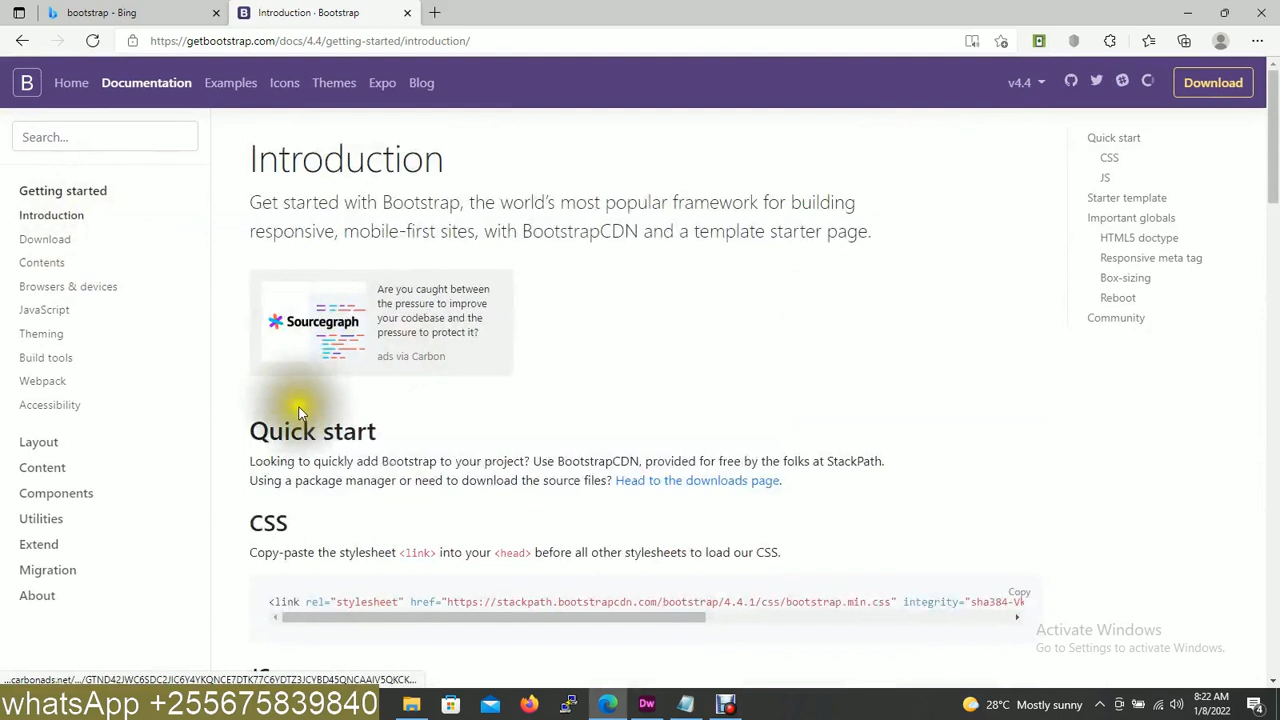 bootstrap - Bing
Introduction · Bootstrap
https://getbootstrap.com/docs/4.4/getting-started/introduction/
B
Home
Documentation
Examples
Icons
Themes
Expo
Blog
v4.4
Download
Search...
Getting started
Introduction
Download
Contents
Browsers & devices
JavaScript
Theming
Build tools
Webpack
Accessibility
Layout
Content
Components
Utilities
Extend
Migration
About
Introduction
Get started with Bootstrap, the world's most popular framework for building
responsive, mobile-first sites, with BootstrapCDN and a template starter page.
Sourcegraph
Are you caught between
the pressure to improve
your codebase and the
pressure to protect it?
ads via Carbon
Quick start
Looking to quickly add Bootstrap to your project? Use BootstrapCDN, provided for free by the folks at StackPath.
Using a package manager or need to download the source files? Head to the downloads page.
CSS
Copy-paste the stylesheet <link> into your <head> before all other stylesheets to load our CSS.
Copy
<link rel="stylesheet" href="https://stackpath.bootstrapcdn.com/bootstrap/4.4.1/css/bootstrap.min.css" integrity="sha384-Vk
Quick start
CSS
JS
Starter template
Important globals
HTML5 doctype
Responsive meta tag
Box-sizing
Reboot
Community
Activate Windows
Go to Settings to activate Windows.
whatsApp +255675839840
Dw
28°C Mostly sunny
8:22 AM
1/8/2022
4